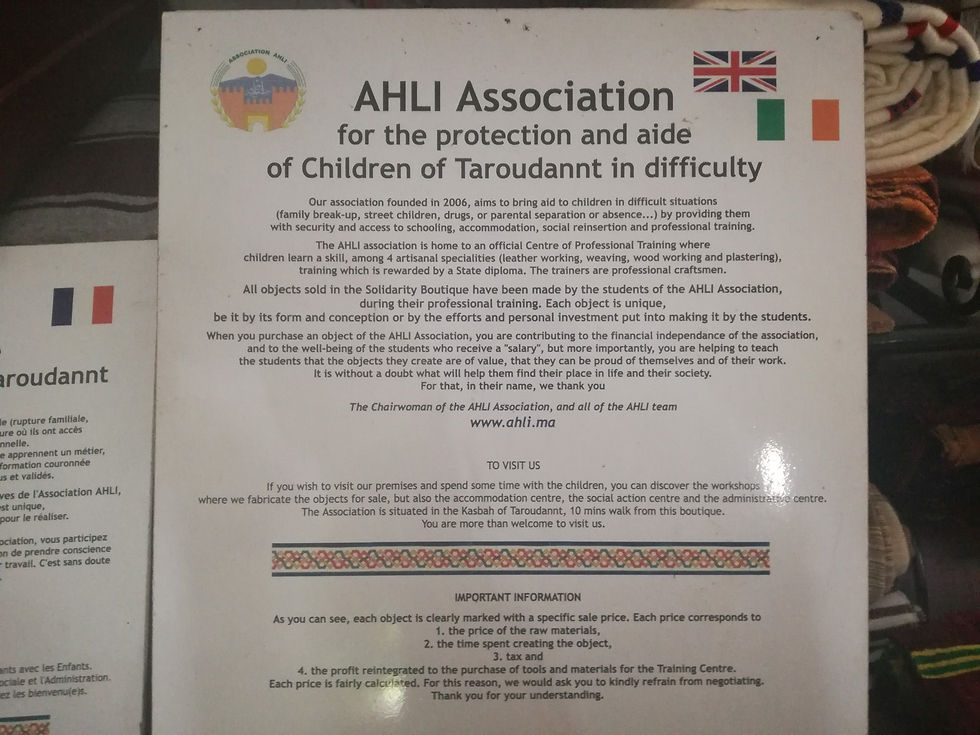 ASSOCIATION AHLI
AHLI Association
for the protection and aide
of Children of Taroudannt in difficulty
Our association founded in 2006, aims to bring aid to children in difficult situations
(family break-up, street children, drugs, or parental separation or absence...) by providing them
with security and access to schooling, accommodation, social reinsertion and professional training.
The AHLI association is home to an official Centre of Professional Training where
children learn a skill, among 4 artisanal specialities (leather working, weaving, wood working and plastering),
training which is rewarded by a State diploma. The trainers are professional craftsmen.
All objects sold in the Solidarity Boutique have been made by the students of the AHLI Association,
during their professional training. Each object is unique,
be it by its form and conception or by the efforts and personal investment put into making it by the students.
When you purchase an object of the AHLI Association, you are contributing to the financial independance of the association,
and to the well-being of the students who receive a "salary", but more importantly, you are helping to teach
the students that the objects they create are of value, that they can be proud of themselves and of their work.
It is without a doubt what will help them find their place in life and their society.
For that, in their name, we thank you
The Chairwoman of the AHLI Association, and all of the AHLI team
www.ahli.ma
TO VISIT US
If you wish to visit our premises and spend some time with the children, you can discover the workshops
where we fabricate the objects for sale, but also the accommodation centre, the social action centre and the administrative centre.
The Association is situated in the Kasbah of Taroudannt, 10 mins walk from this boutique.
You are more than welcome to visit us.
IMPORTANT INFORMATION
As you can see, each object is clearly marked with a specific sale price. Each price corresponds to
1. the price of the raw materials,
2. the time spent creating the object,
3. tax and
4. the profit reintegrated to the purchase of tools and materials for the Training Centre.
Each price is fairly calculated. For this reason, we would ask you to kindly refrain from negotiating.
Thank you for your understanding.
aroudannt
le (rupture familiale,
ure où ils ont accès
nnelle.
e apprennent un métier,
formation couronnée
us et validés.
ves de l'Association AHLI,
est unique,
pour le réaliser.
ociation, vous participez
on de prendre conscience
r travail. C'est sans doute
ants avec les Enfants.
ociale et l'Administration.
ez les bienvenu(e)s.